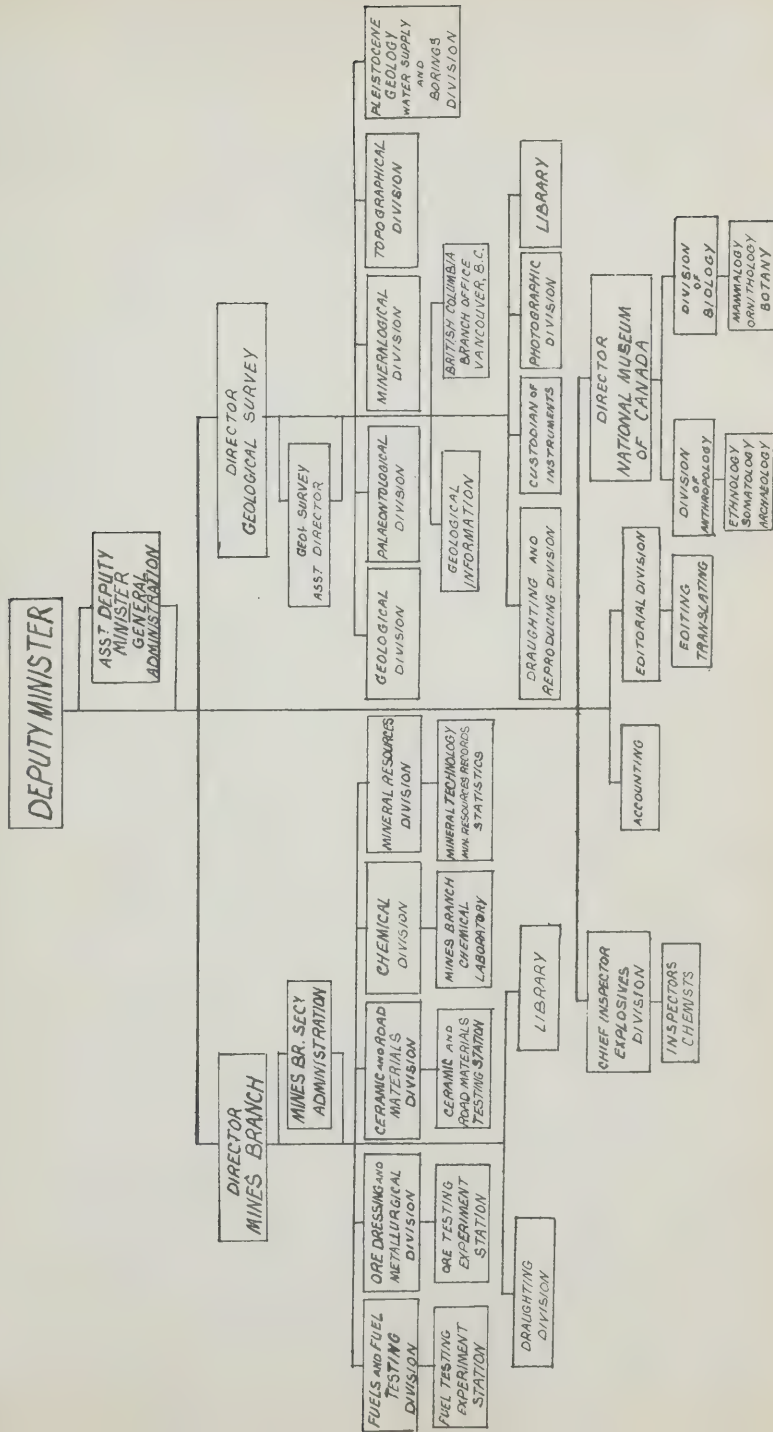 DEPUTY MINISTER
ASST DEPUTY
MINISTER
GENERAL
ADMINISTRATION
DIRECTOR
MINES BRANCH
MINES BR. SECY
ADMINISTRATION
FUELS AND FUEL
TESTING
DIVISION
ORE DRESSING AND
METALLURGICAL
DIVISION
CERAMIC AND ROAD
MATERIALS
DIVISION
CHEMICAL
DIVISION
MINERAL RESOURCES
DIVISION
FUEL TESTING
EXPERIMENT
STATION
ORE TESTING
EXPERIMENT
STATION
CERAMIC AND
ROAD MATERIALS
TESTING STATION
MINES BRANCH
CHEMICAL
LABORATORY
MINERAL TECHNOLOGY
MIN. RESOURCES RECORDS
STATISTICS
DRAUGHTING
DIVISION
LIBRARY
DIRECTOR
GEOLOGICAL SURVEY
GEOL. SURVEY
ASST DIRECTOR
GEOLOGICAL
DIVISION
PALAEONTOLOGICAL
DIVISION
MINERALOGICAL
DIVISION
TOPOGRAPHICAL
DIVISION
PLEISTOCENE
GEOLOGY
WATER SUPPLY
AND
BORINGS
DIVISION
GEOLOGICAL
INFORMATION
BRITISH COLUMBIA
BRANCH OFFICE
VANCOUVER, B.C.
DRAUGHTING AND
REPRODUCING DIVISION
CUSTODIAN OF
INSTRUMENTS
PHOTOGRAPHIC
DIVISION
LIBRARY
CHIEF INSPECTOR
EXPLOSIVES
DIVISION
INSPECTORS
CHEMISTS
ACCOUNTING
EDITORIAL DIVISION
EDITING
TRANSLATING
DIRECTOR
NATIONAL MUSEUM
OF CANADA
DIVISION
OF
ANTHROPOLOGY
ETHNOLOGY
SOMATOLOGY
ARCHAEOLOGY
DIVISION
OF
BIOLOGY
MAMMALOGY
ORNITHOLOGY
BOTANY